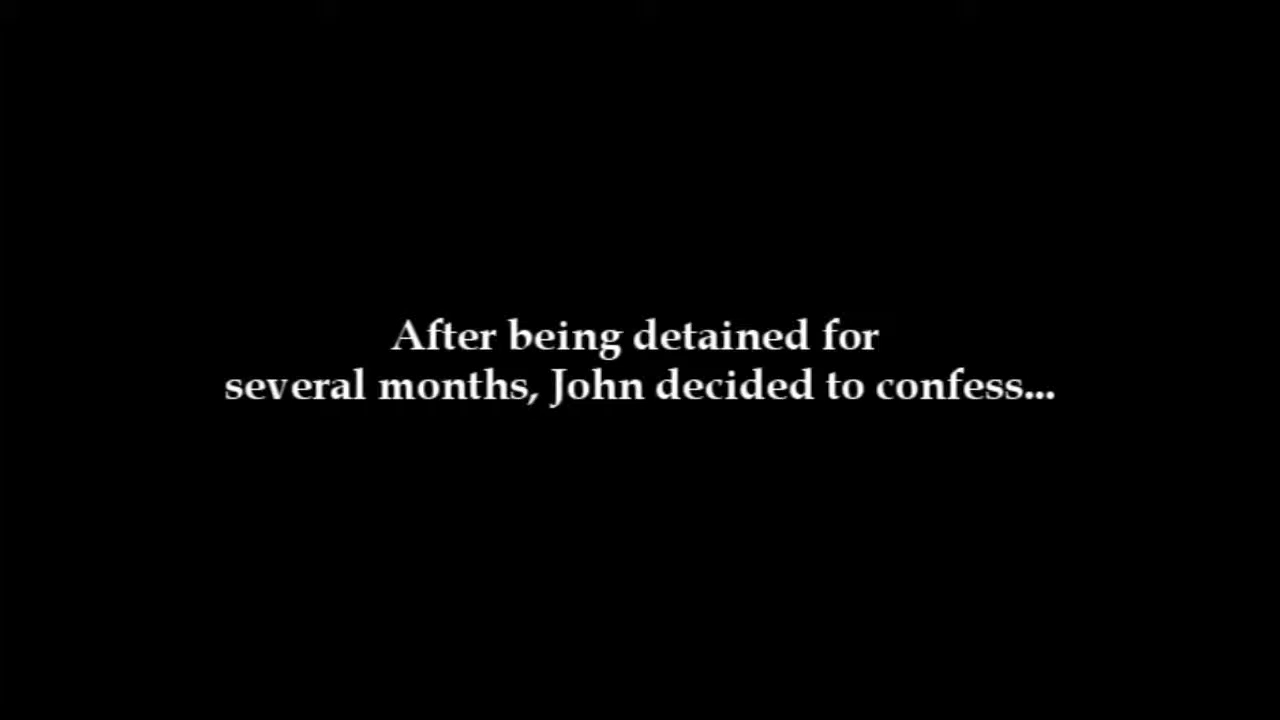 After being detained for
several months, John decided to confess...